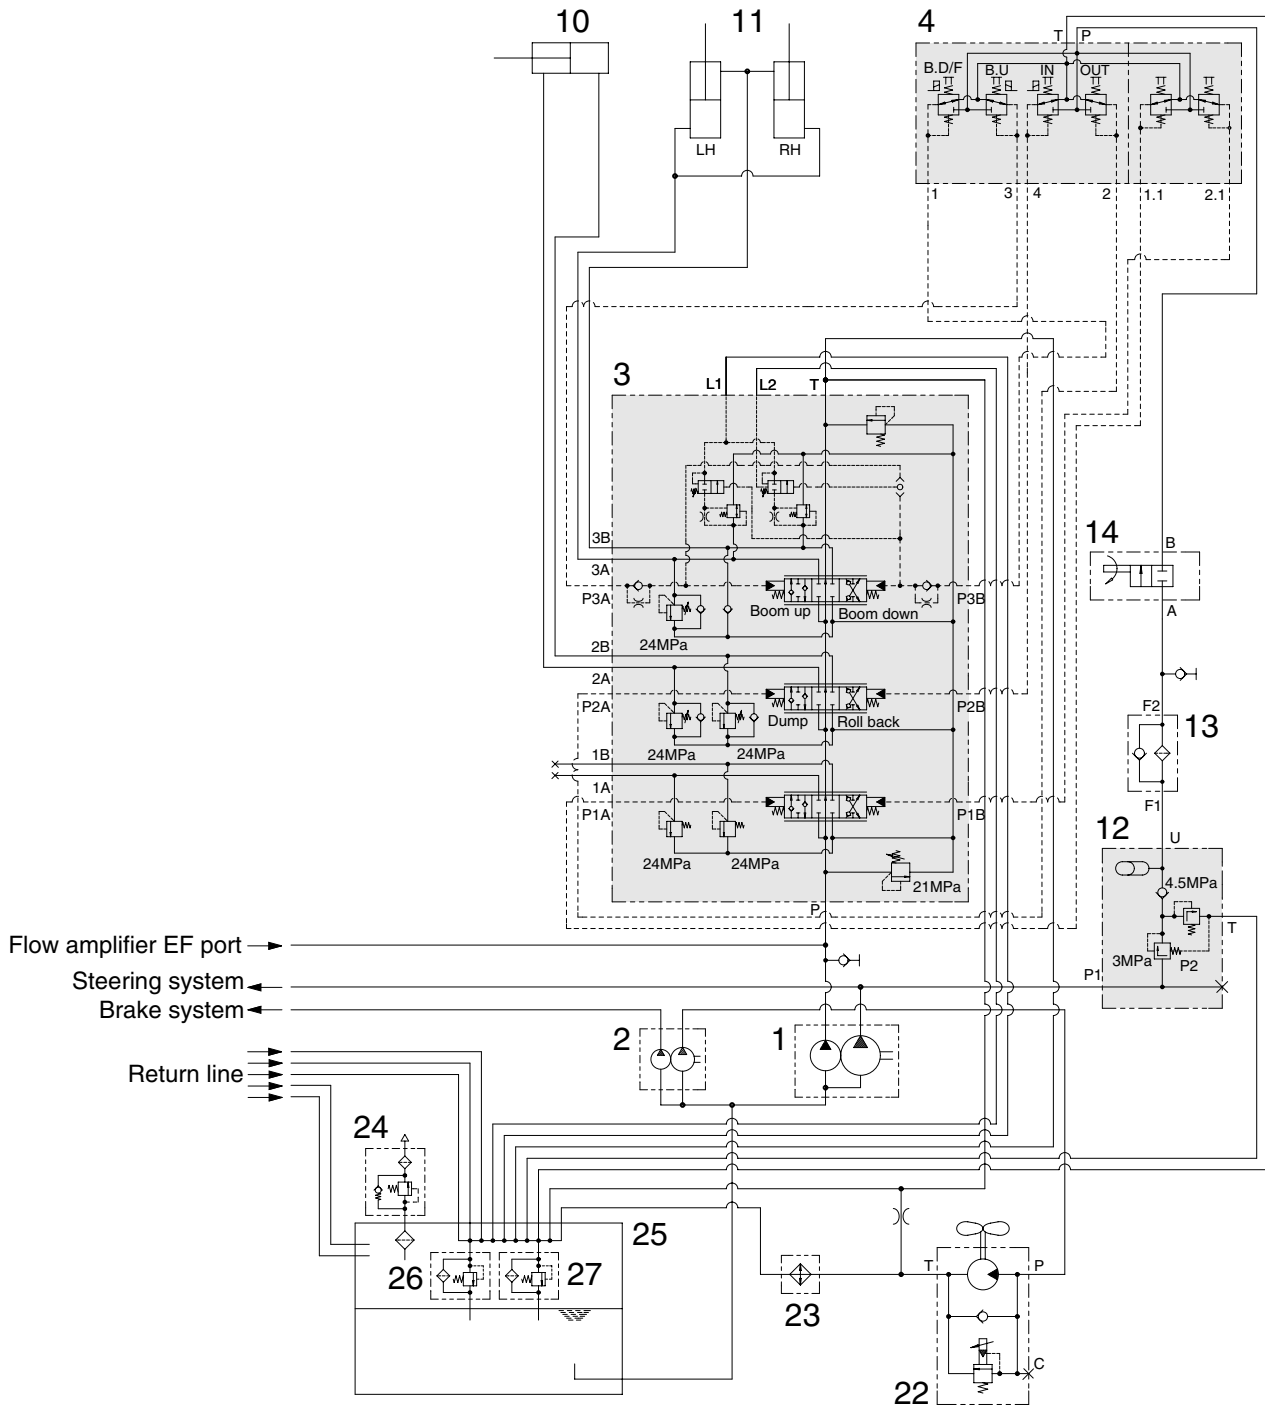 10
11
4
T P
B.D/F
B.U
IN
OUT
LH
RH
1
3
4
2
1.1
2.1
3
L1
L2
T
14
B
A
3B
3A
P3A
P3B
Boom up
Boom down
24MPa
2B
2A
P2A
P2B
Dump
Roll back
24MPa
24MPa
F2
13
F1
1B
1A
P1A
P1B
24MPa
24MPa
21MPa
P
12
U
4.5MPa
T
3MPa
P2
P1
Flow amplifier EF port
Steering system
Brake system
2
1
Return line
24
25
26
27
23
T
P
C
22